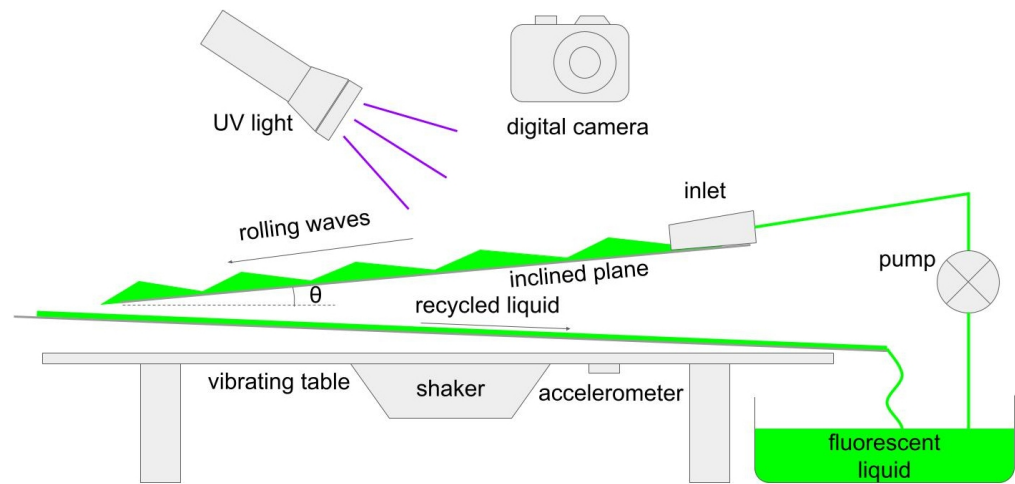 UV light
digital camera
inlet
rolling waves
pump
inclined plane
θ
recycled liquid
vibrating table
shaker
accelerometer
fluorescent
liquid